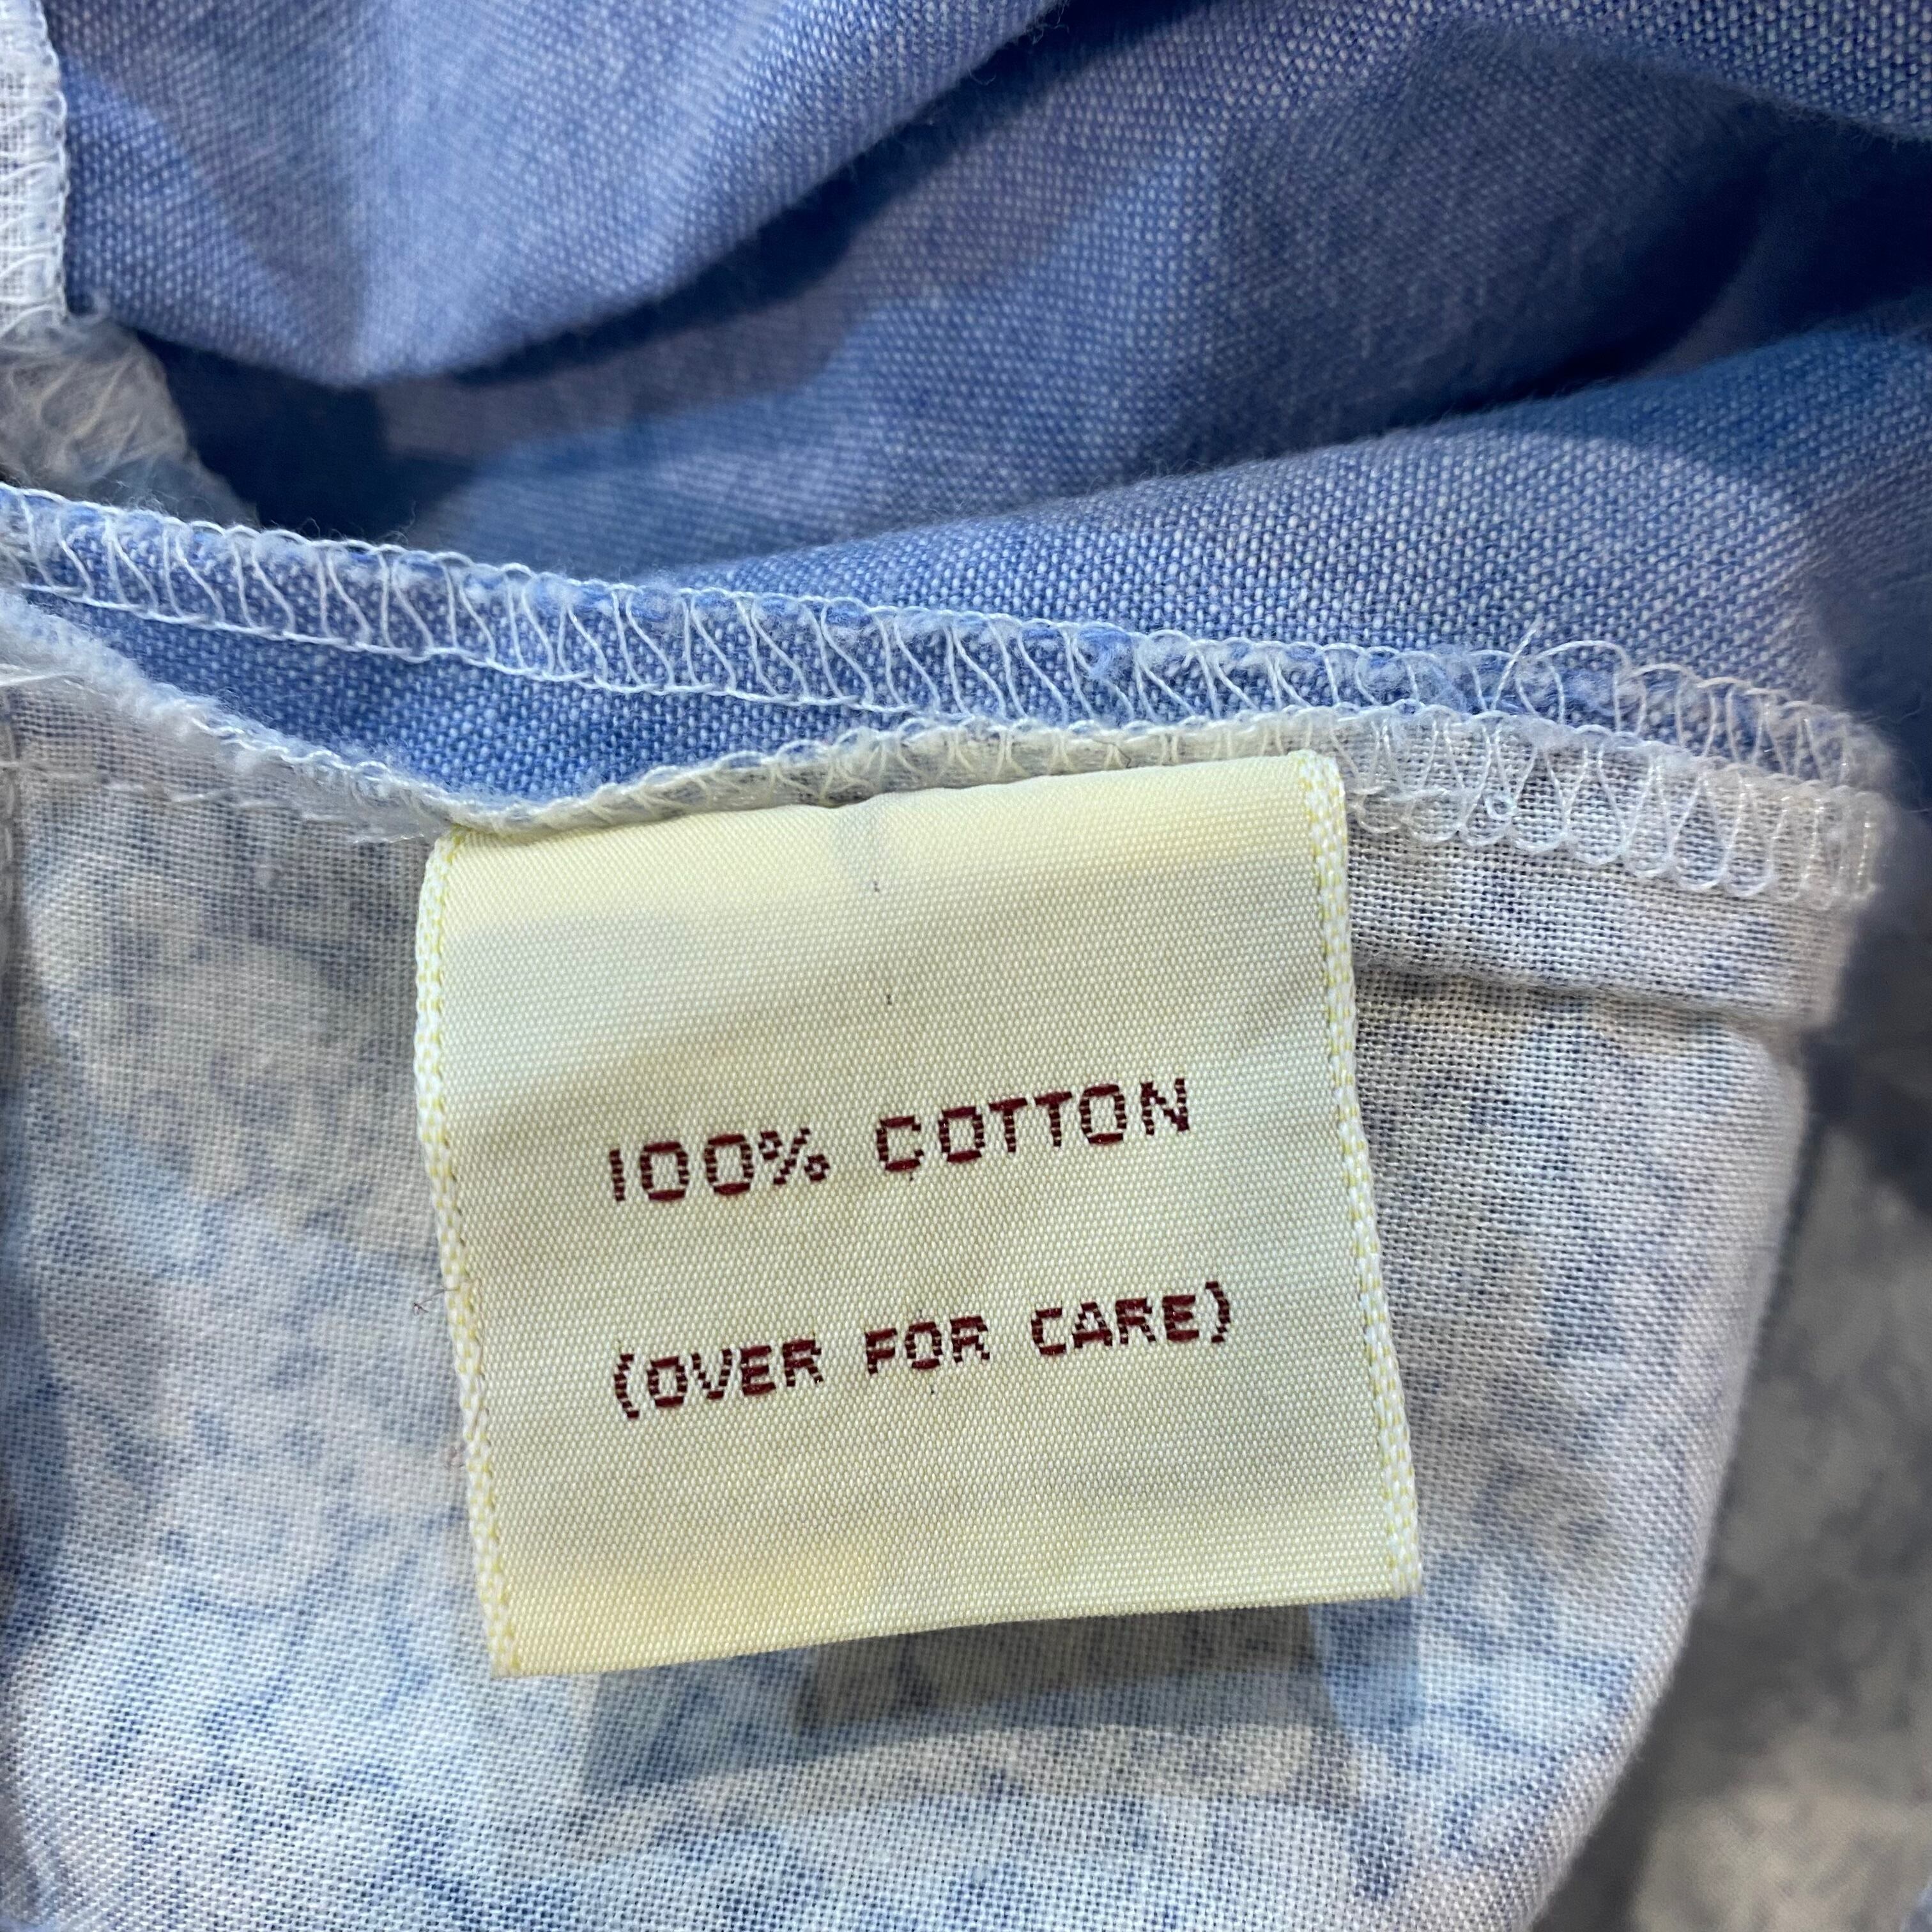 100% COTTON
(OVER FOR CARE)